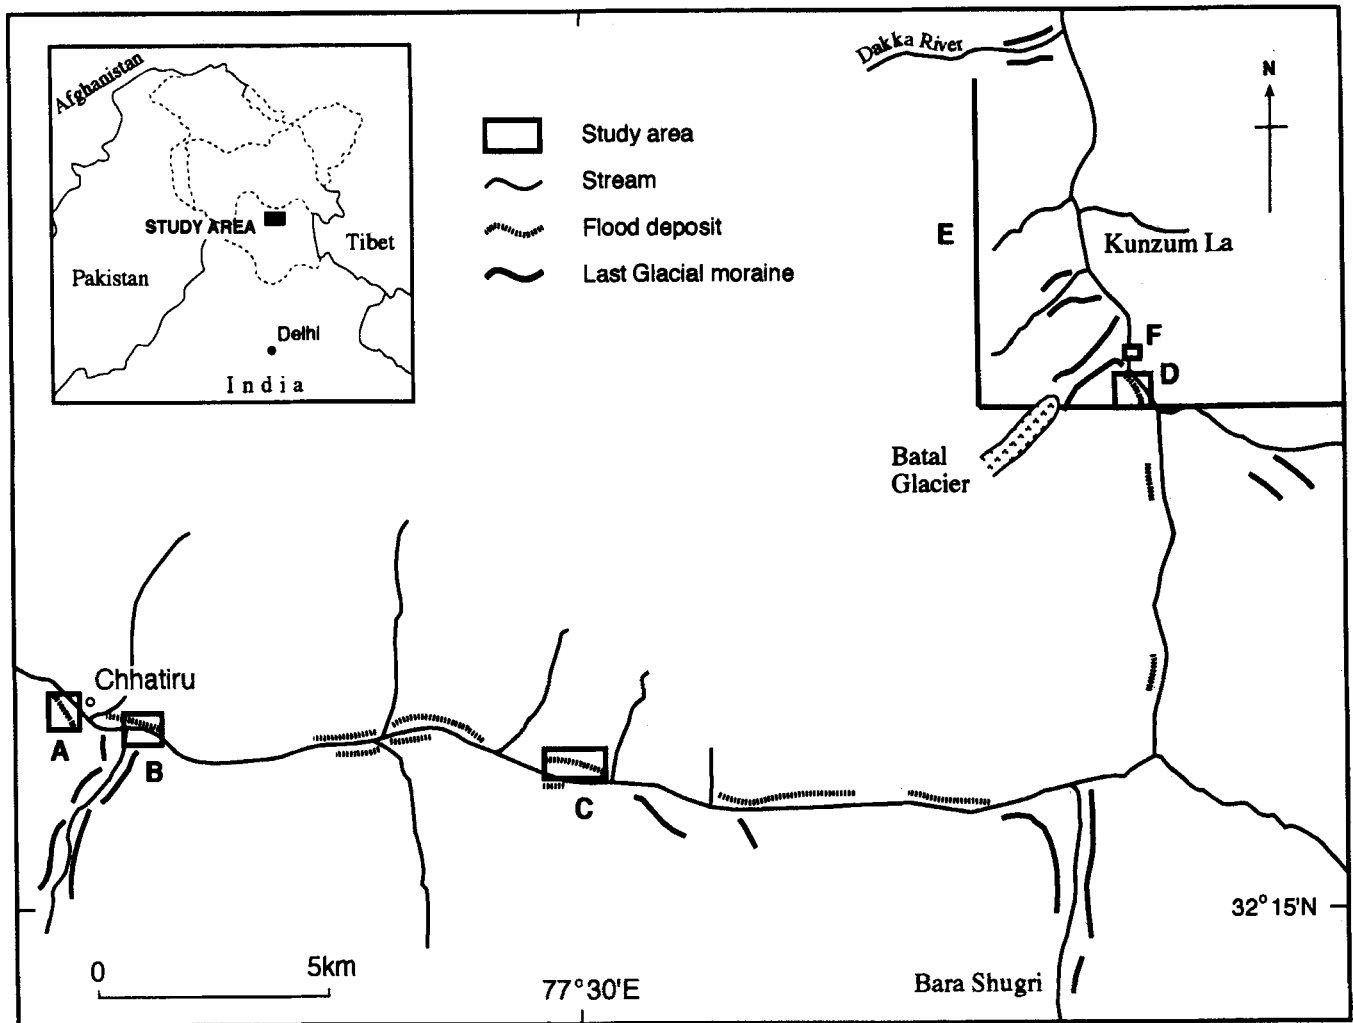 Afghanistan
STUDY AREA
Tibet
Pakistan
Delhi
India
Study area
Stream
Flood deposit
Last Glacial moraine
Dakka River
N
E
Kunzum La
F
D
Batal
Glacier
Chhatiru
A
B
C
32°15'N
0
5km
77°30'E
Bara Shugri